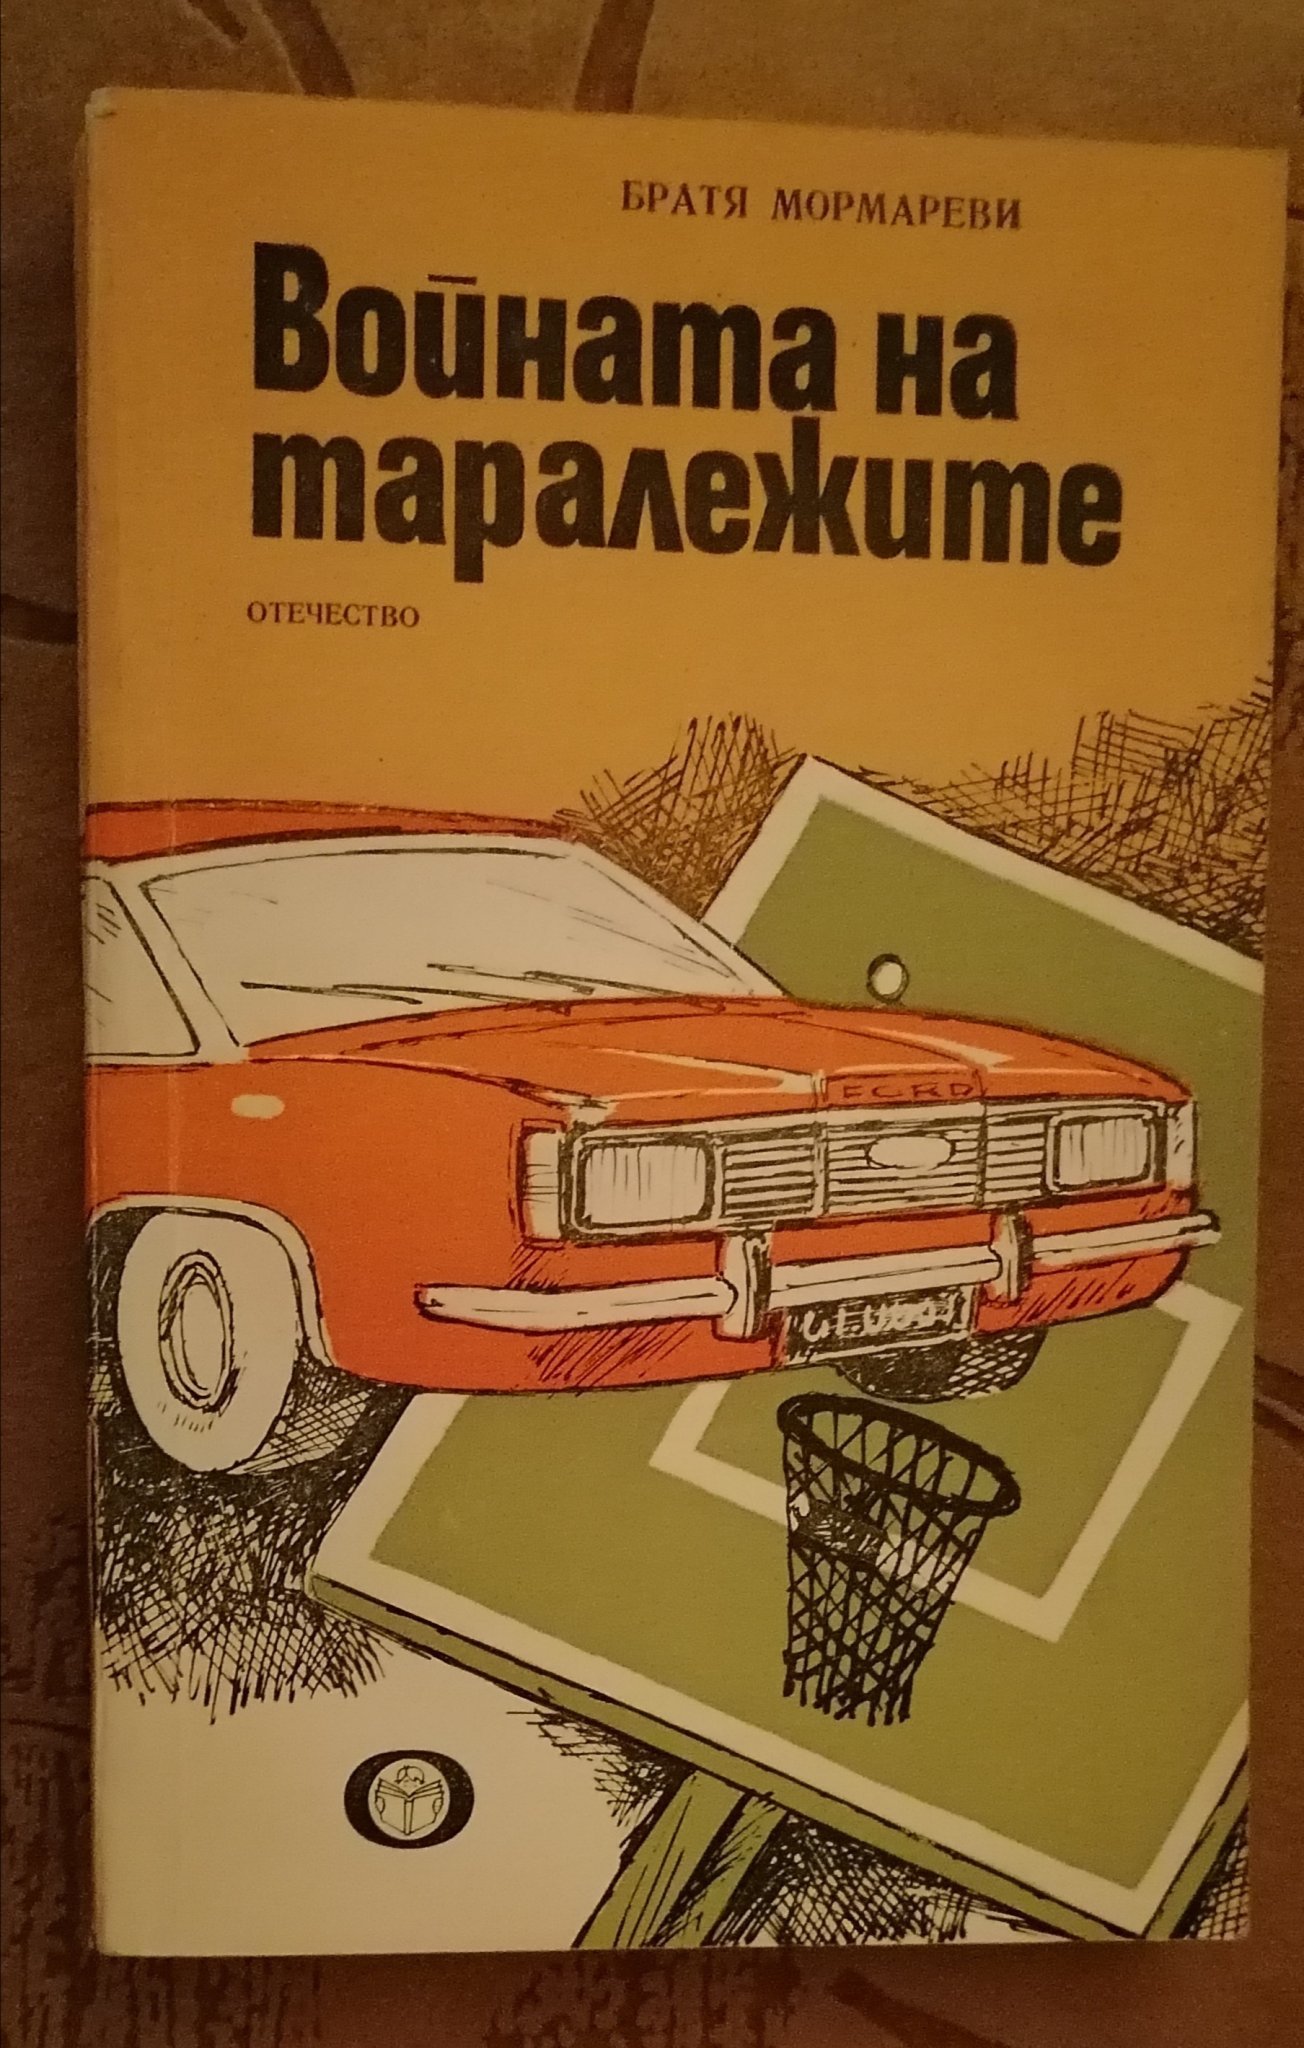 БРАТЯ МОРМАРЕВИ
Войната на
таралежите
ОТЕЧЕСТВО
FORD